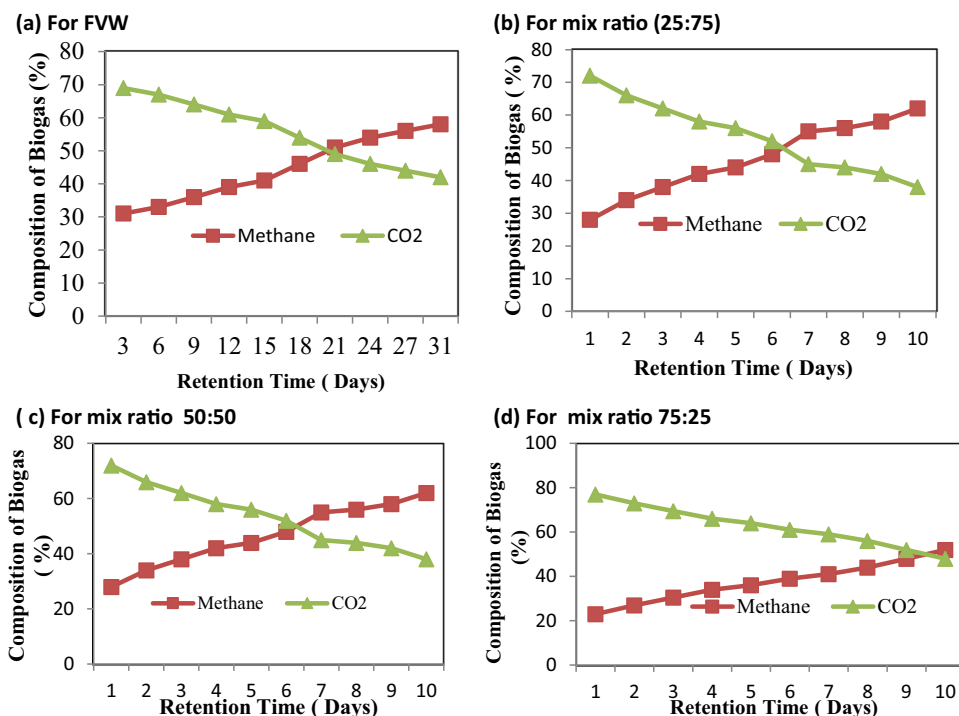 (a) For FVW
Composition of Biogas (%)
80
70
60
50
40
30
20
10
0
Methane CO2
3 6 9 12 15 18 21 24 27 31
Retention Time ( Days)
(b) For mix ratio (25:75)
Composition of Biogas ( %)
80
70
60
50
40
30
20
10
0
Methane CO2
1 2 3 4 5 6 7 8 9 10
Retention Time ( Days)
( c) For mix ratio 50:50
Composition of Biogas
( %)
80
60
40
20
0
Methane CO2
1 2 3 4 5 6 7 8 9 10
Retention Time ( Days)
(d) For mix ratio 75:25
Composition of Biogas
(%)
100
80
60
40
20
0
Methane CO2
1 2 3 4 5 6 7 8 9 10
Retention Time ( Days)